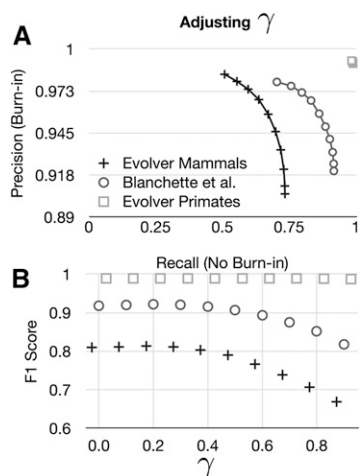 Adjusting γ
A
Precision (Burn-in)
1
0.973
0.945
0.918
0.89
+ Evolver Mammals
○ Blanchette et al.
□ Evolver Primates
0 0.25 0.5 0.75 1
Recall (No Burn-in)
B
F1 Score
1
0.9
0.8
0.7
0.6
0.0 0.2 0.4 0.6 0.8
γ